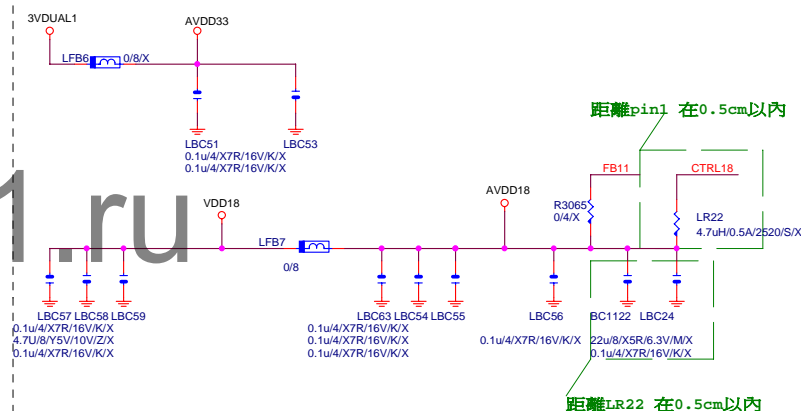 3VDUAL1
AVDD33
LFB6
0/8/X
LBC51
LBC53
0.1u/4/X7R/16V/K/X
0.1u/4/X7R/16V/K/X
距離pin1 在0.5cm以內
FB11
CTRL18
1.ru
VDD18
AVDD18
R3065
0/4/X
LR22
4.7uH/0.5A/2520/S/X
LFB7
0/8
LBC57 LBC58 LBC59
LBC63 LBC54 LBC55
LBC56
BC1122
LBC24
0.1u/4/X7R/16V/K/X
4.7U/8/Y5V/10V/Z/X
0.1u/4/X7R/16V/K/X
0.1u/4/X7R/16V/K/X
0.1u/4/X7R/16V/K/X
0.1u/4/X7R/16V/K/X
22u/8/X5R/6.3V/M/X
0.1u/4/X7R/16V/K/X
距離LR22 在0.5cm以內